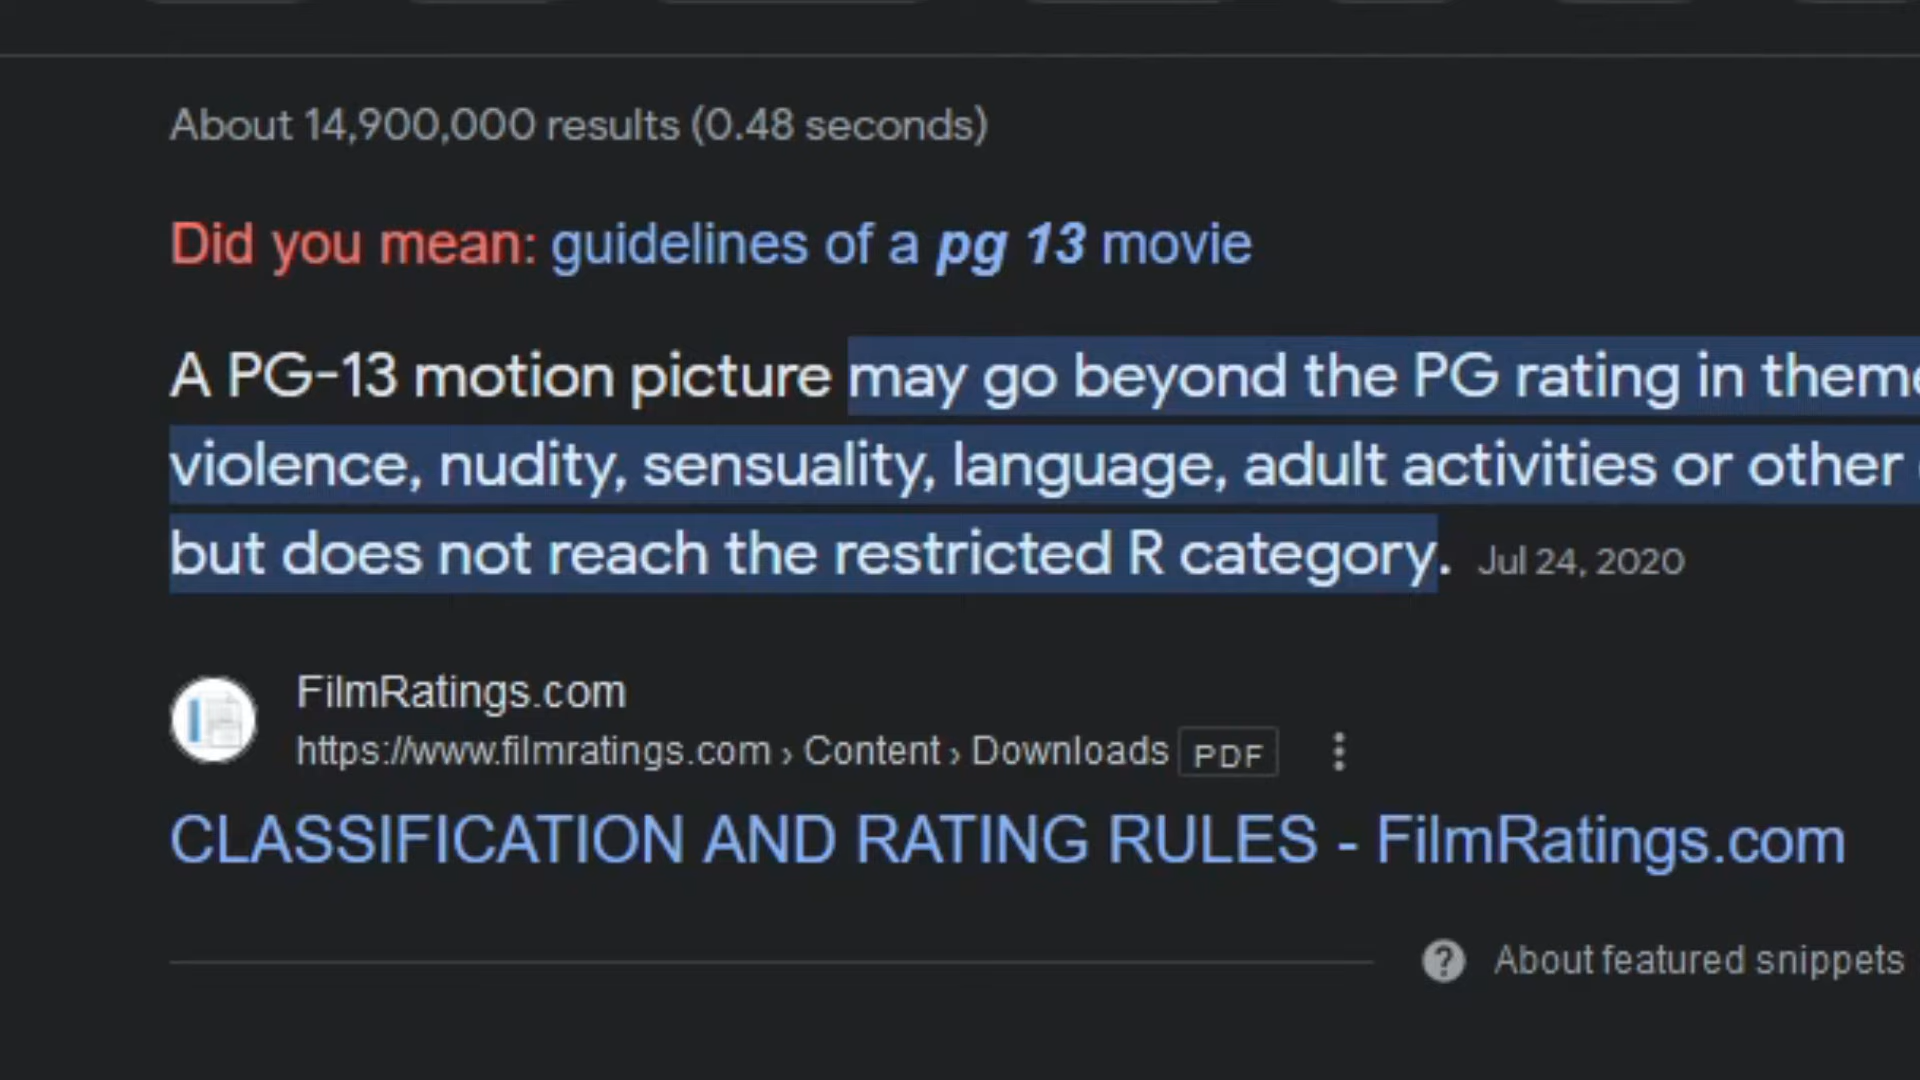 About 14,900,000 results (0.48 seconds)
Did you mean: guidelines of a pg 13 movie
A PG-13 motion picture may go beyond the PG rating in
violence, nudity, sensuality, language, adult activities or other
but does not reach the restricted R category. Jul 24, 2020
FilmRatings.com
https://www.filmratings.com › Content › Downloads PDF
CLASSIFICATION AND RATING RULES - FilmRatings.com
About featured snippets